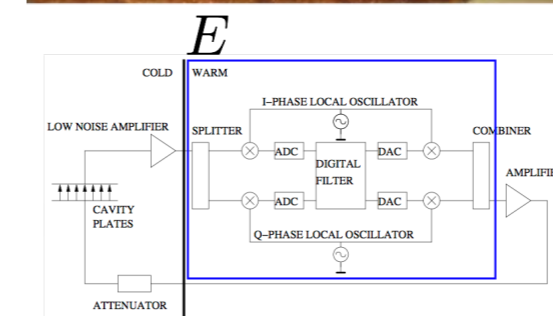 E
COLD
WARM
I–PHASE LOCAL OSCILLATOR
LOW NOISE AMPLIFIER
SPLITTER
COMBINER
ADC
DAC
DIGITAL
FILTER
AMPLIFIE
ADC
DAC
CAVITY
PLATES
Q–PHASE LOCAL OSCILLATOR
ATTENUATOR